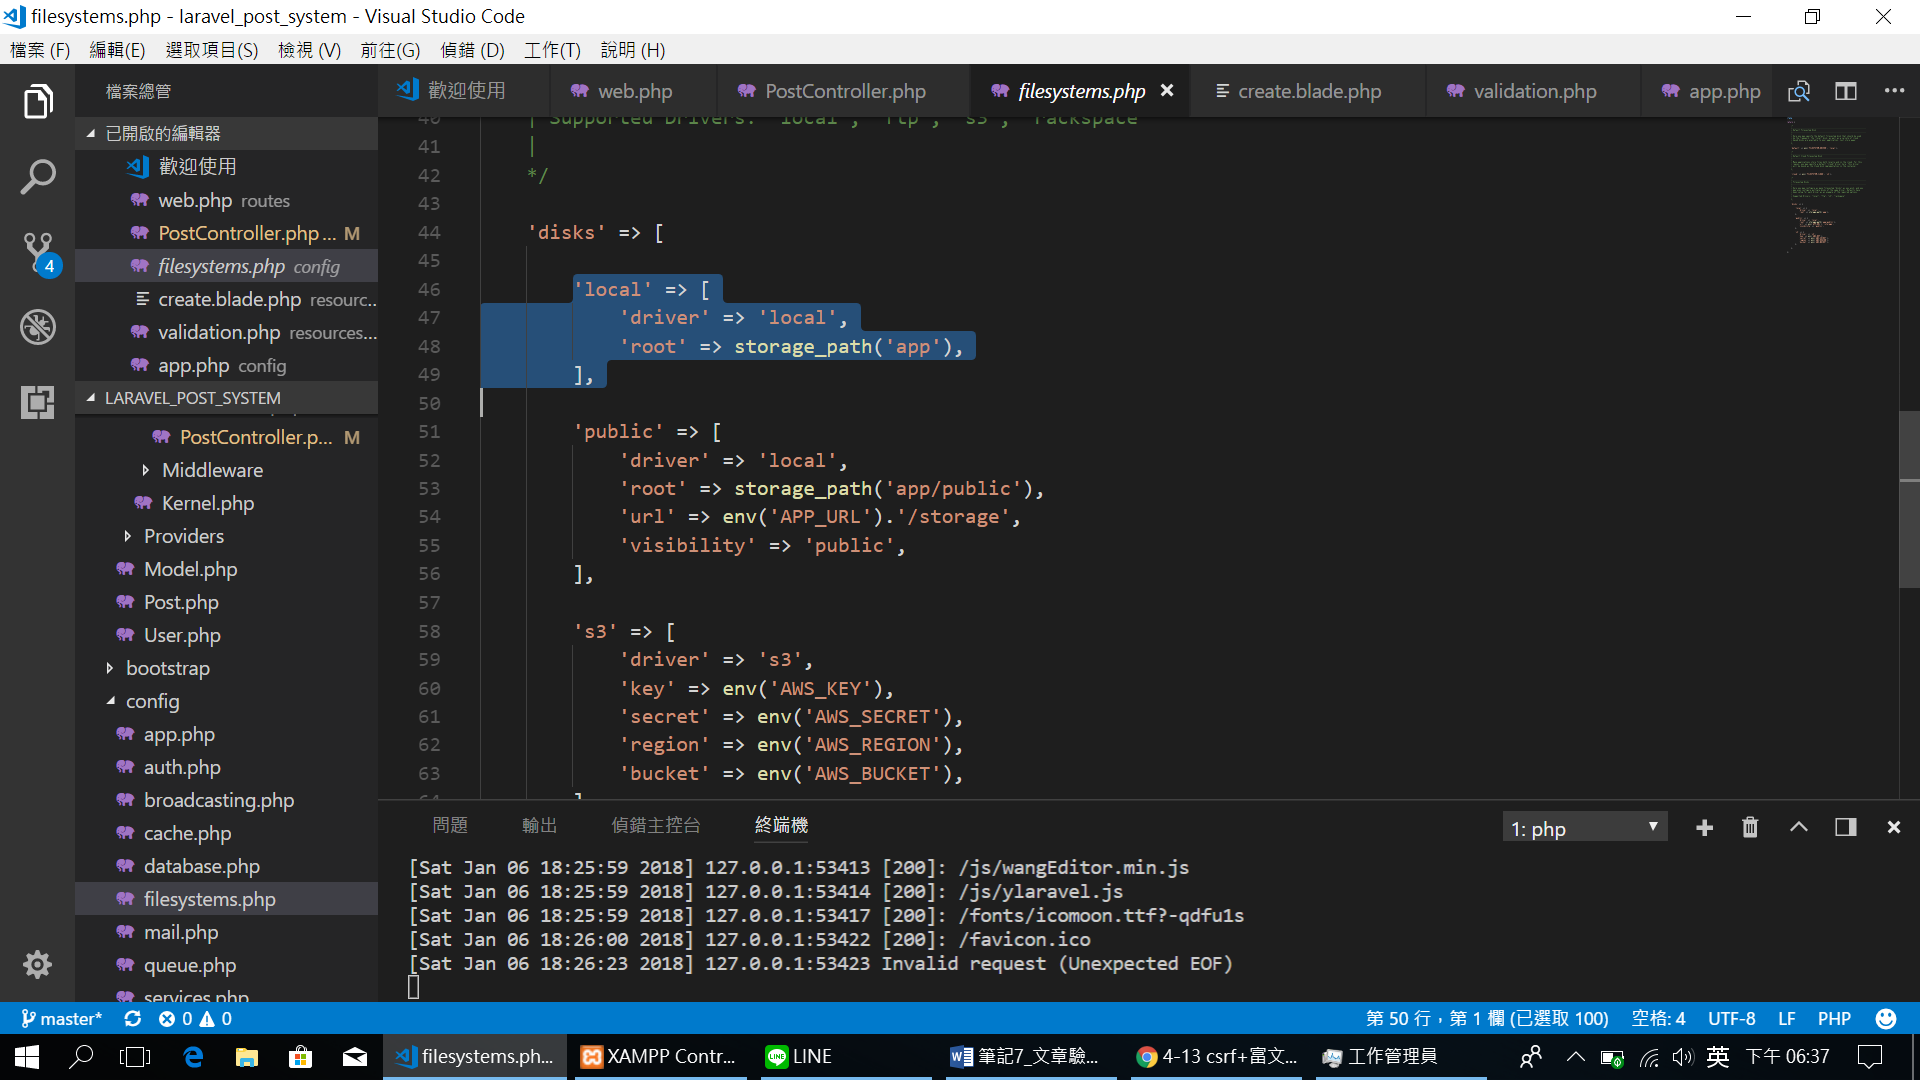 filesystems.php - laravel_post_system - Visual Studio Code
檔案 (F) 編輯(E) 選取項目(S) 檢視 (V) 前往(G) 偵錯 (D) 工作(T) 說明 (H)
檔案總管
歡迎使用 web.php PostController.php filesystems.php create.blade.php validation.php app.php
已開啟的編輯器
歡迎使用
web.php routes
PostController.php ... M
filesystems.php config
create.blade.php resourc...
validation.php resources...
app.php config
LARAVEL_POST_SYSTEM
PostController.p... M
Middleware
Kernel.php
Providers
Model.php
Post.php
User.php
bootstrap
config
app.php
auth.php
broadcasting.php
cache.php
database.php
filesystems.php
mail.php
queue.php
services.php
4
40 | Supported Drivers: "local", "ftp", "s3", "rackspace"
41 |
42 */
43
44 'disks' => [
45
46 'local' => [
47 'driver' => 'local',
48 'root' => storage_path('app'),
49 ],
50
51 'public' => [
52 'driver' => 'local',
53 'root' => storage_path('app/public'),
54 'url' => env('APP_URL').'/storage',
55 'visibility' => 'public',
56 ],
57
58 's3' => [
59 'driver' => 's3',
60 'key' => env('AWS_KEY'),
61 'secret' => env('AWS_SECRET'),
62 'region' => env('AWS_REGION'),
63 'bucket' => env('AWS_BUCKET'),
64 ]
問題 輸出 偵錯主控台 終端機 1: php
[Sat Jan 06 18:25:59 2018] 127.0.0.1:53413 [200]: /js/wangEditor.min.js
[Sat Jan 06 18:25:59 2018] 127.0.0.1:53414 [200]: /js/ylaravel.js
[Sat Jan 06 18:25:59 2018] 127.0.0.1:53417 [200]: /fonts/icomoon.ttf?-qdfu1s
[Sat Jan 06 18:26:00 2018] 127.0.0.1:53422 [200]: /favicon.ico
[Sat Jan 06 18:26:23 2018] 127.0.0.1:53423 Invalid request (Unexpected EOF)
master* 0 0 第 50 行，第 1 欄 (已選取 100) 空格: 4 UTF-8 LF PHP
filesystems.ph... XAMPP Contr... LINE 筆記7_文章驗... 4-13 csrf+富文... 工作管理員 英 下午 06:37